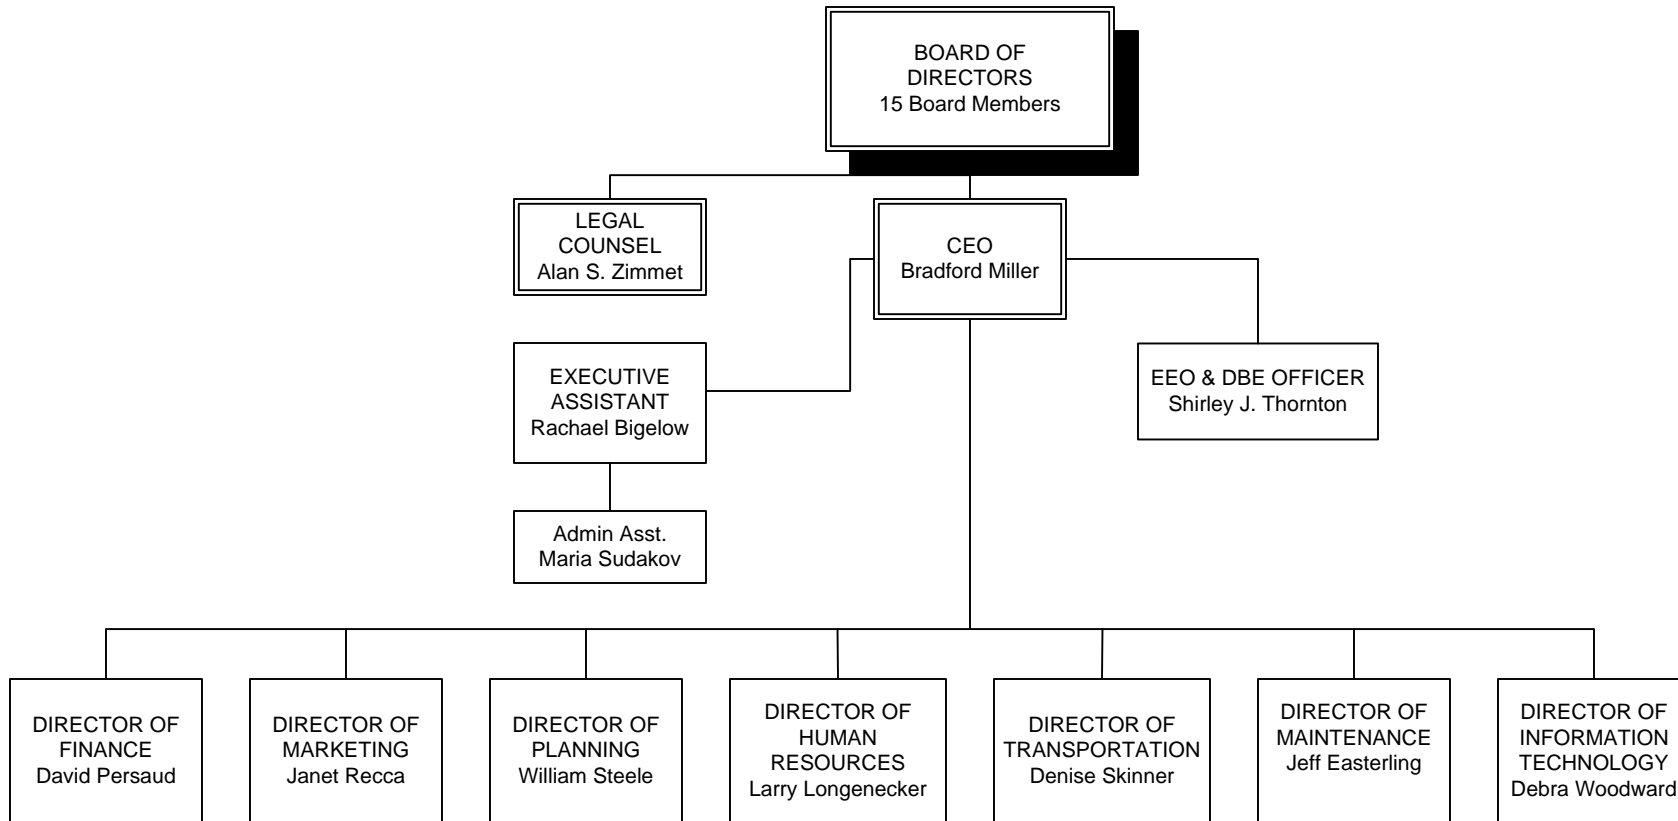 BOARD OF
DIRECTORS
15 Board Members
LEGAL
COUNSEL
Alan S. Zimmet
CEO
Bradford Miller
EXECUTIVE
ASSISTANT
Rachael Bigelow
EEO & DBE OFFICER
Shirley J. Thornton
Admin Asst.
Maria Sudakov
DIRECTOR OF
FINANCE
David Persaud
DIRECTOR OF
MARKETING
Janet Recca
DIRECTOR OF
PLANNING
William Steele
DIRECTOR OF
HUMAN
RESOURCES
Larry Longenecker
DIRECTOR OF
TRANSPORTATION
Denise Skinner
DIRECTOR OF
MAINTENANCE
Jeff Easterling
DIRECTOR OF
INFORMATION
TECHNOLOGY
Debra Woodward